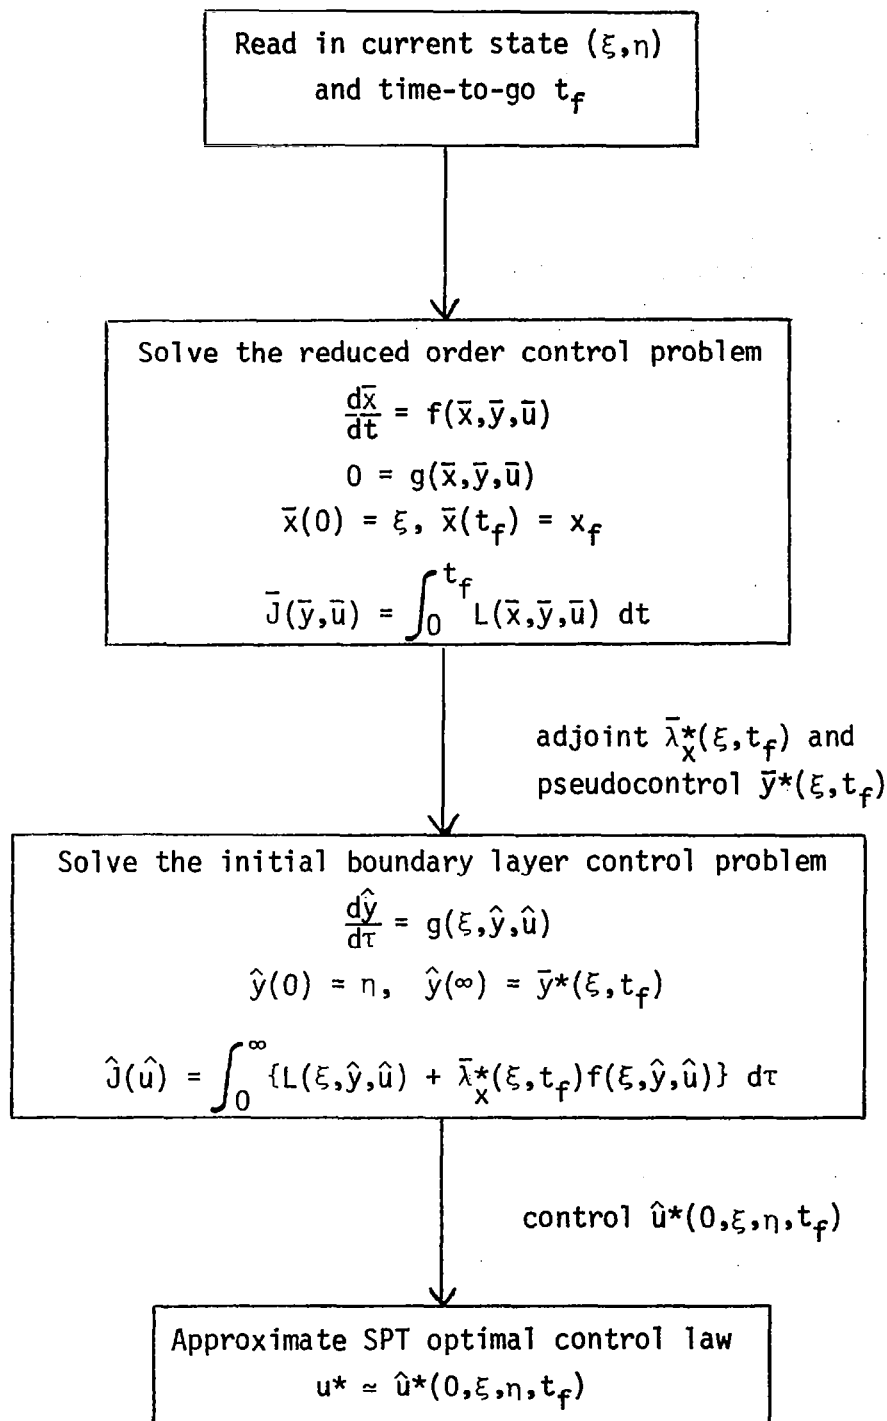 Read in current state (ξ,η)
and time-to-go t_f
Solve the reduced order control problem
dx̄/dt = f(x̄,ȳ,ū)
0 = g(x̄,ȳ,ū)
x̄(0) = ξ, x̄(t_f) = x_f
J̄(ȳ,ū) = ∫_0^{t_f} L(x̄,ȳ,ū) dt
adjoint λ̄*_x(ξ,t_f) and
pseudocontrol ȳ*(ξ,t_f)
Solve the initial boundary layer control problem
dŷ/dτ = g(ξ,ŷ,û)
ŷ(0) = η, ŷ(∞) = ȳ*(ξ,t_f)
Ĵ(û) = ∫_0^∞ {L(ξ,ŷ,û) + λ̄*_x(ξ,t_f)f(ξ,ŷ,û)} dτ
control û*(0,ξ,η,t_f)
Approximate SPT optimal control law
u* ≃ û*(0,ξ,η,t_f)